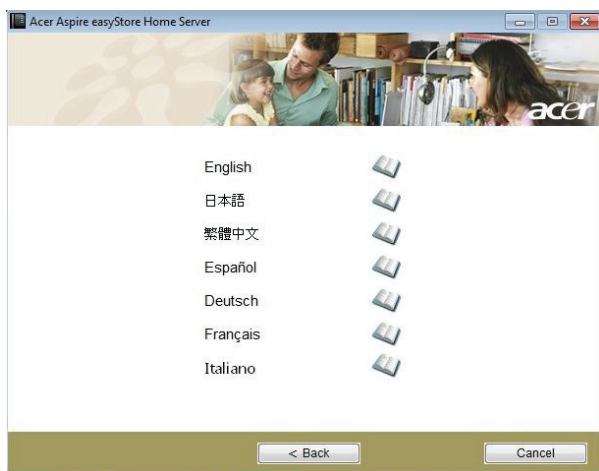 Acer Aspire easyStore Home Server
acer
English
日本語
繁體中文
Español
Deutsch
Français
Italiano
< Back
Cancel